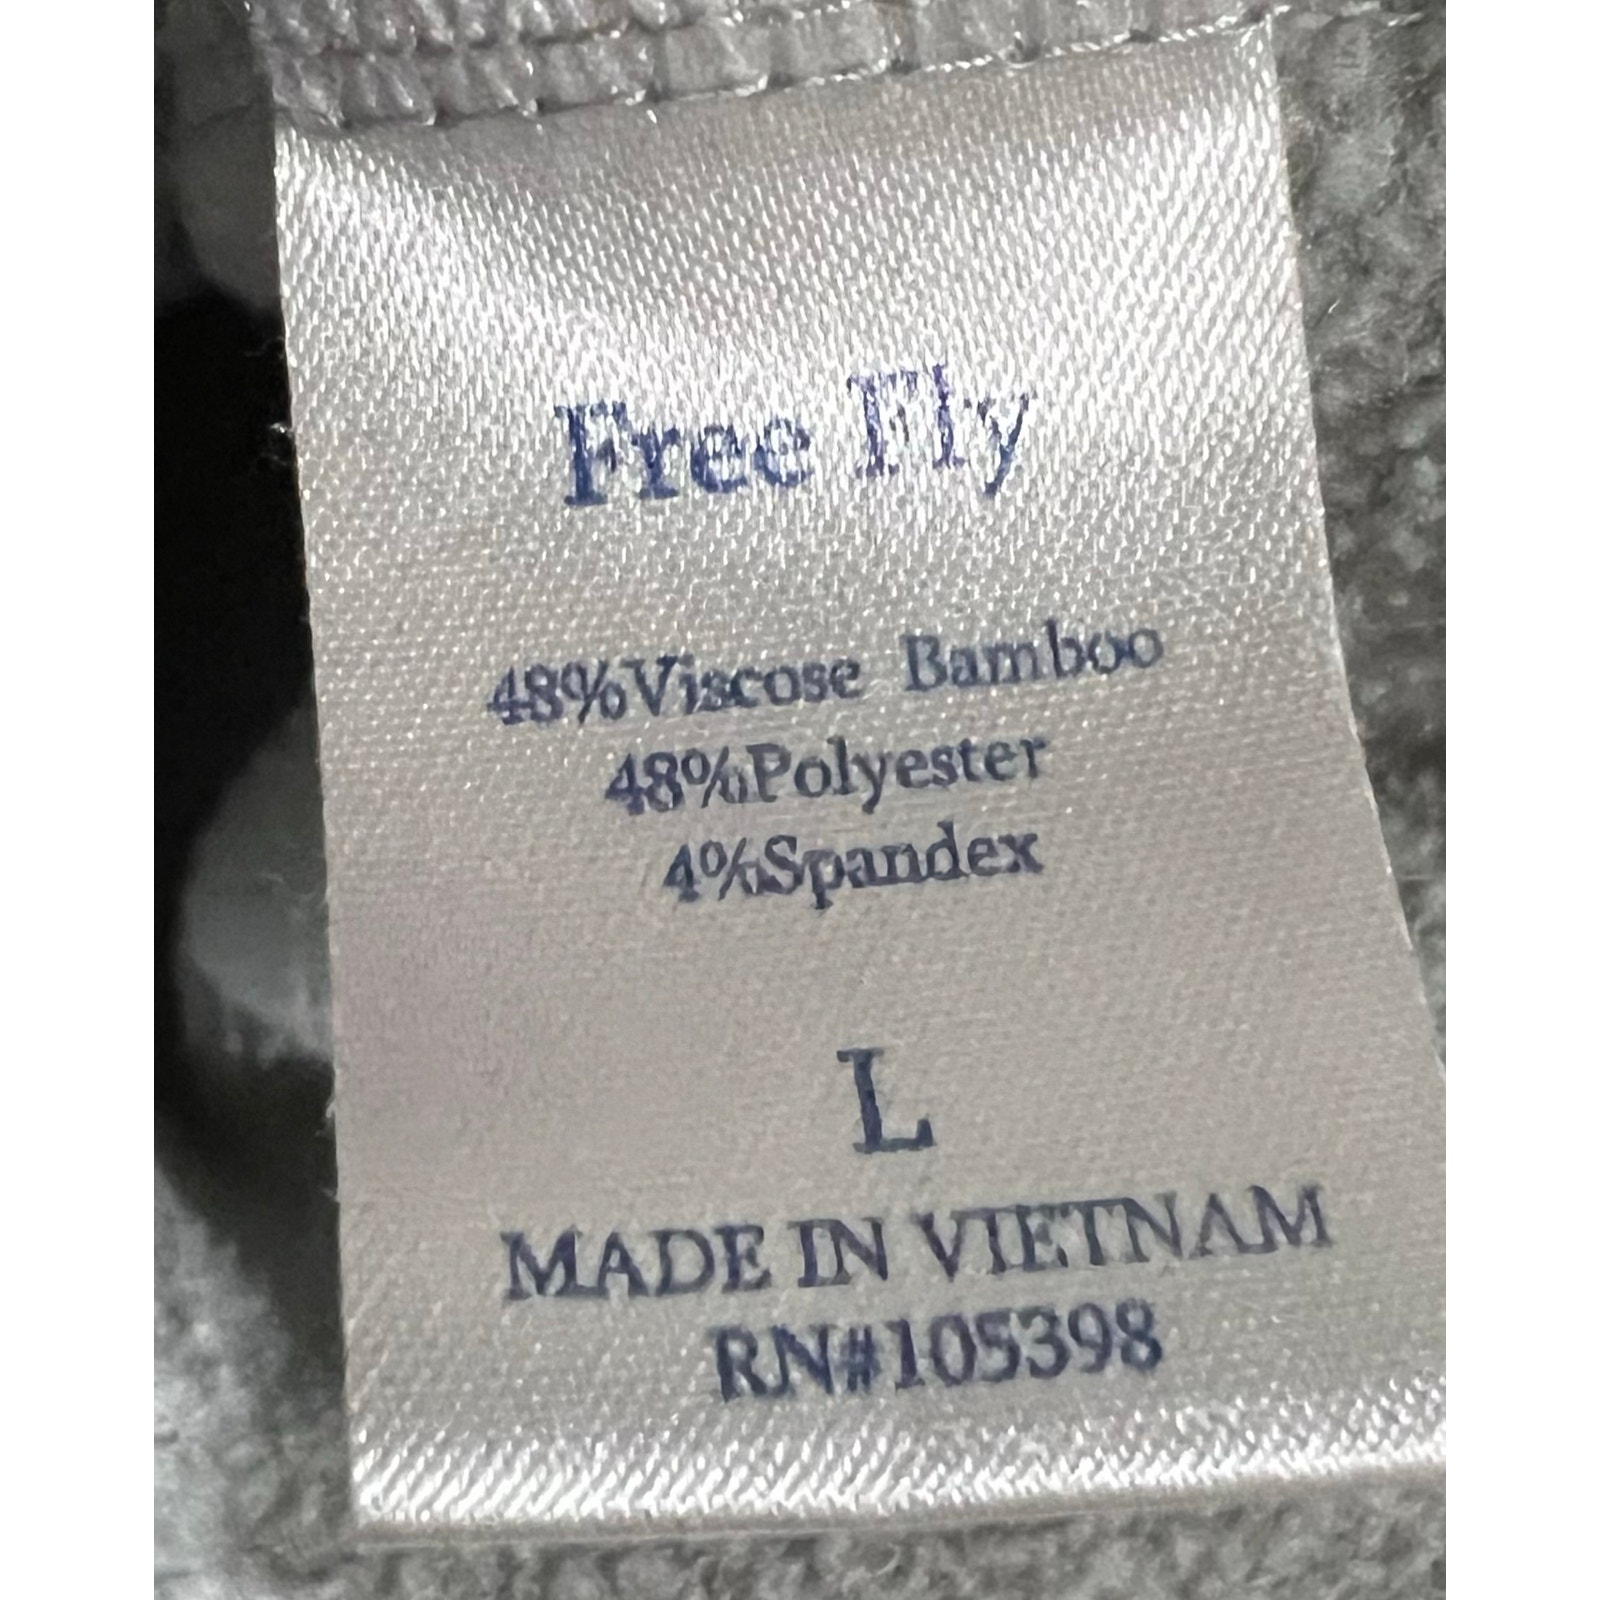 Free Fly
48%Viscose Bamboo
48%Polyester
4%Spandex
L
MADE IN VIETNAM
RN#105398